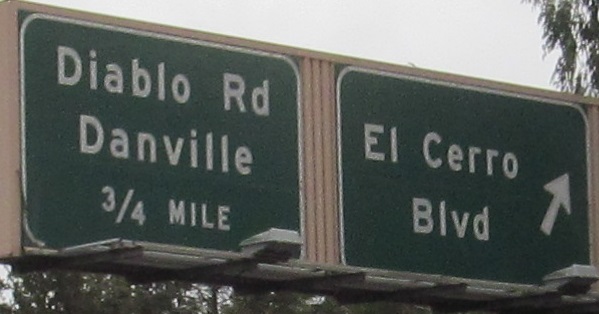 Diablo Rd
Danville
3/4 MILE
El Cerro
Blvd